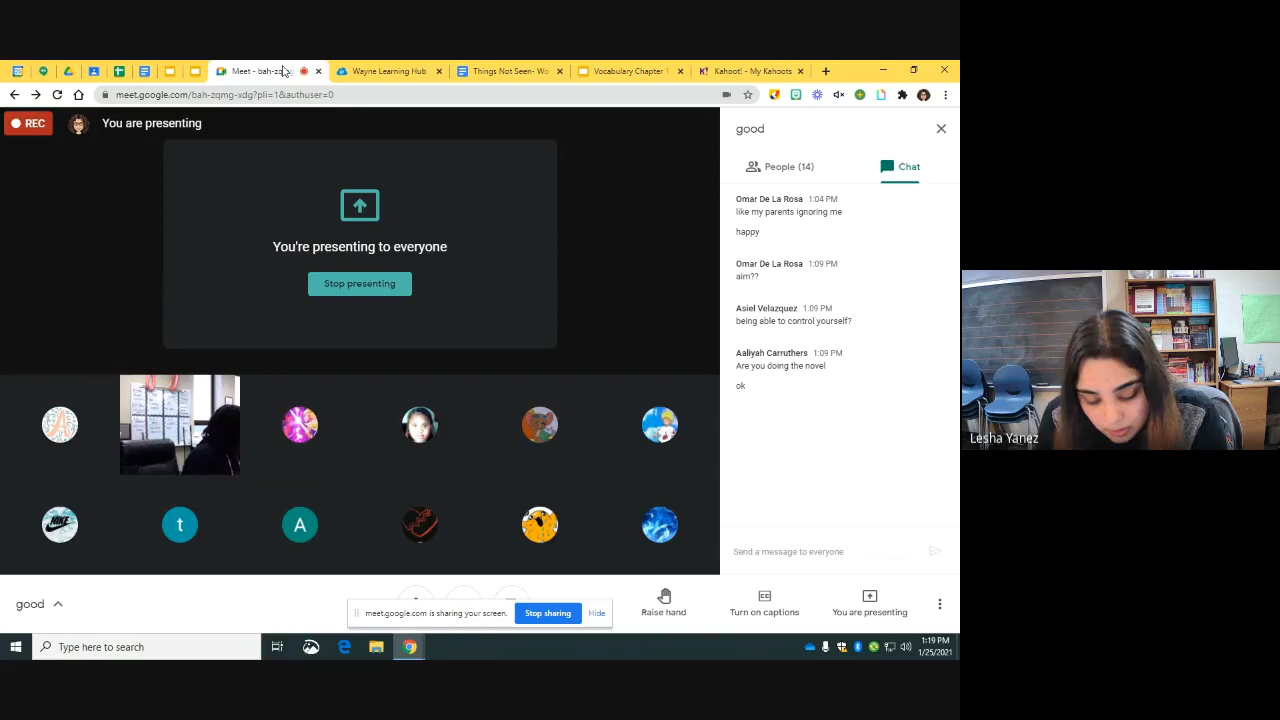 Meet - bah-zq
Wayne Learning Hub
Things Not Seen- Wo
Vocabulary Chapter
Kahoot! - My Kahoots
meet.google.com/bah-zqmg-xdg?pli=1&authuser=0
REC
You are presenting
good
People (14)
Chat
You're presenting to everyone
Stop presenting
Omar De La Rosa 1:04 PM
like my parents ignoring me
happy
Omar De La Rosa 1:09 PM
aim??
Asiel Velazquez 1:09 PM
being able to control yourself?
Aaliyah Carruthers 1:09 PM
Are you doing the novel
ok
Lesha Yanez
t
A
Send a message to everyone
good
meet.google.com is sharing your screen.
Stop sharing
Hide
Raise hand
Turn on captions
You are presenting
Type here to search
1:19 PM
1/25/2021